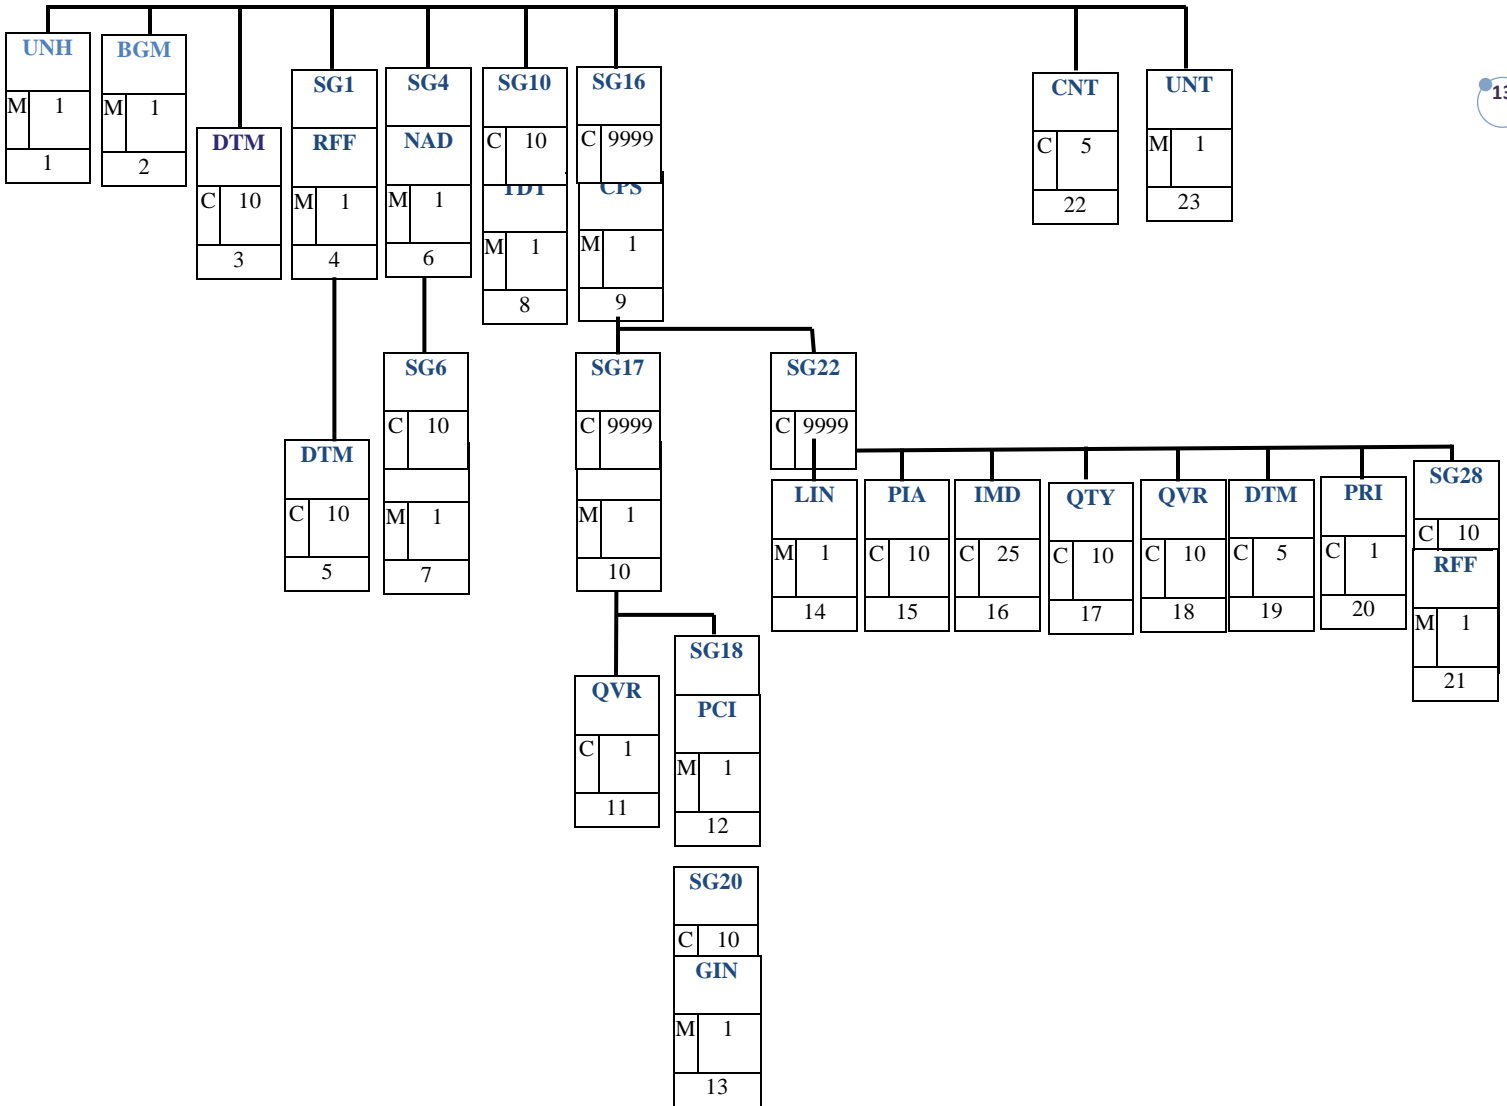 UNH
M 1
1
BGM
M 1
2
DTM
C 10
3
SG1
RFF
M 1
4
SG4
NAD
M 1
6
SG10
C 10
TDT
M 1
8
SG16
C 9999
CPS
M 1
9
CNT
C 5
22
UNT
M 1
23
13
DTM
C 10
5
SG6
C 10
M 1
7
SG17
C 9999
M 1
10
SG22
C 9999
LIN
M 1
14
PIA
C 10
15
IMD
C 25
16
QTY
C 10
17
QVR
C 10
18
DTM
C 5
19
PRI
C 1
20
SG28
C 10
RFF
M 1
21
QVR
C 1
11
SG18
PCI
M 1
12
SG20
C 10
GIN
M 1
13